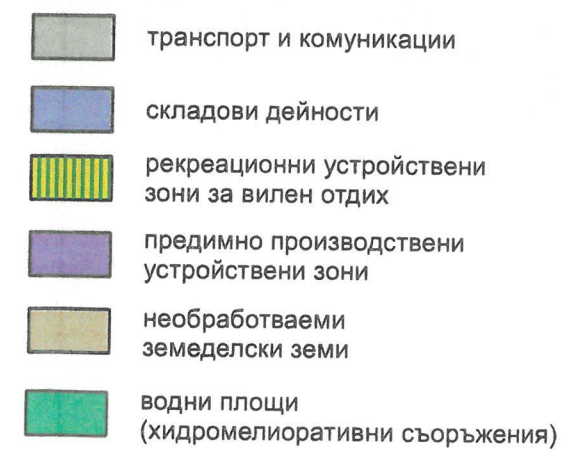 транспорт и комуникации
складови дейности
рекреационни устройствени
зони за вилен отдих
предимно производствени
устройствени зони
необработваеми
земеделски земи
водни площи
(хидромелиоративни съоръжения)